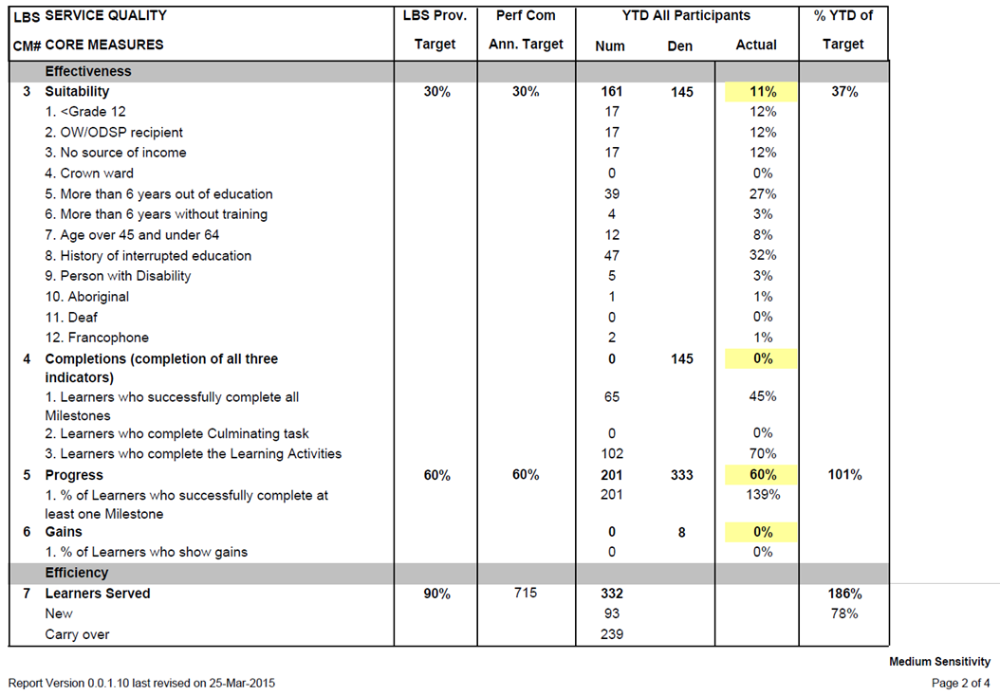 LBS SERVICE QUALITY LBS Prov. Perf Com YTD All Participants % YTD of
CM# CORE MEASURES Target Ann. Target Num Den Actual Target
Effectiveness
3 Suitability 30% 30% 161 145 11% 37%
1. <Grade 12 17 12%
2. OW/ODSP recipient 17 12%
3. No source of income 17 12%
4. Crown ward 0 0%
5. More than 6 years out of education 39 27%
6. More than 6 years without training 4 3%
7. Age over 45 and under 64 12 8%
8. History of interrupted education 47 32%
9. Person with Disability 5 3%
10. Aboriginal 1 1%
11. Deaf 0 0%
12. Francophone 2 1%
4 Completions (completion of all three 0 145 0%
indicators)
1. Learners who successfully complete all 65 45%
Milestones
2. Learners who complete Culminating task 0 0%
3. Learners who complete the Learning Activities 102 70%
5 Progress 60% 60% 201 333 60% 101%
1. % of Learners who successfully complete at 201 139%
least one Milestone
6 Gains 0 8 0%
1. % of Learners who show gains 0 0%
Efficiency
7 Learners Served 90% 715 332 186%
New 93 78%
Carry over 239
Medium Sensitivity
Report Version 0.0.1.10 last revised on 25-Mar-2015 Page 2 of 4